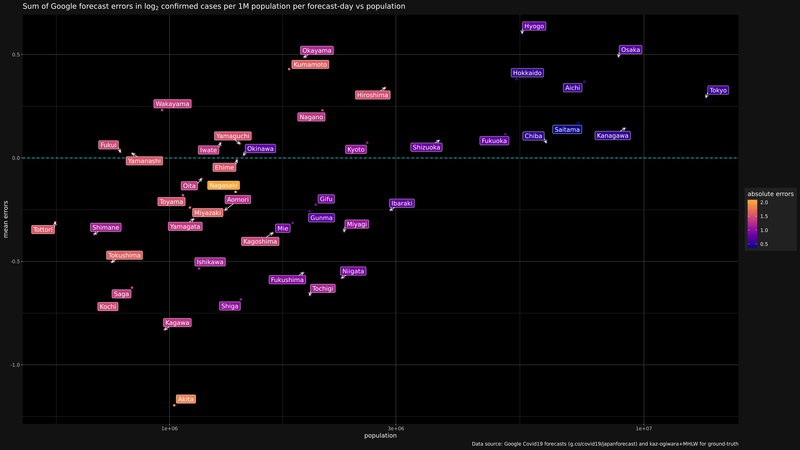 Sum of Google forecast errors in log2 confirmed cases per 1M population per forecast-day vs population
Hyogo
Osaka
Okayama
0.5
Kumamoto
Hokkaido
Aichi
Tokyo
Hiroshima
Wakayama
Nagano
Yamaguchi
Saitama
Fukui
Iwate
Okinawa
Kyoto
Shizuoka
Fukuoka
Chiba
Kanagawa
0.0
Yamanashi
Ehime
Oita
Nagasaki
absolute errors
Toyama
Aomori
Gifu
Ibaraki
2.0
Miyazaki
Gunma
1.5
mean errors
Tottori
Shimane
Yamagata
Mie
Miyagi
1.0
Kagoshima
0.5
Tokushima
-0.5
Ishikawa
Niigata
Fukushima
Saga
Tochigi
Kochi
Shiga
Kagawa
-1.0
Akita
1e+06
3e+06
1e+07
population
Data source: Google Covid19 forecasts (g.co/covid19/japanforecast) and kaz-ogiwara+MHLW for ground-truth